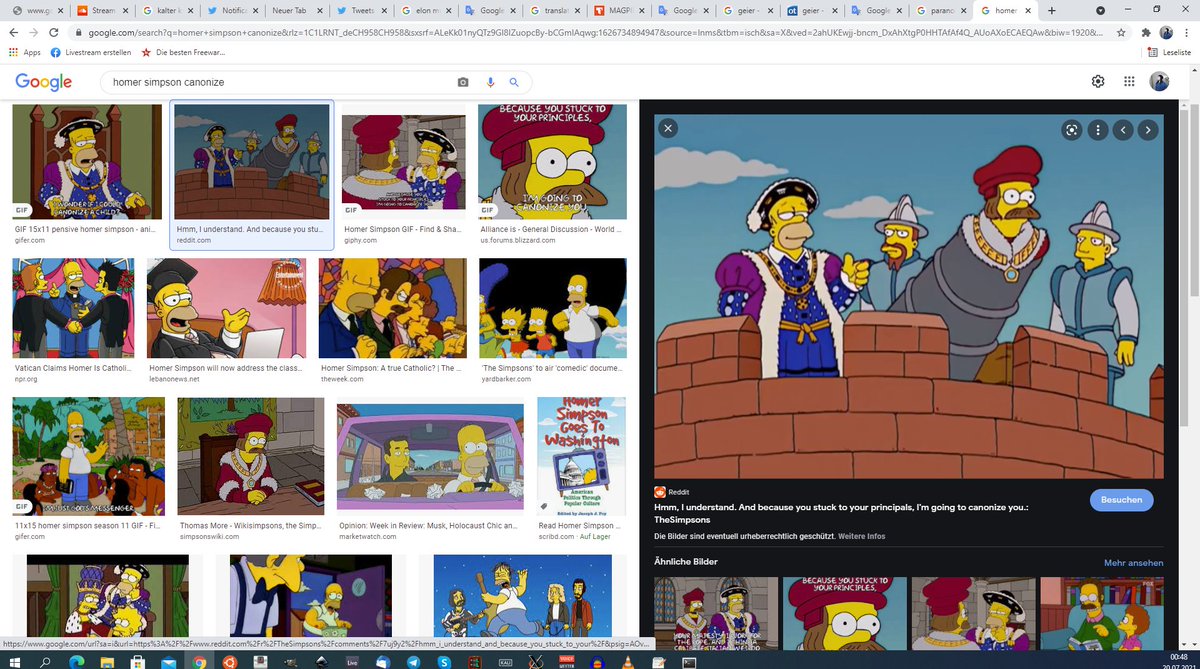 www.g
Stream
kalter k
Notific
Neuer Tab
Tweets
elon m
Google
translat
MAGPI
Google
geier -
geier -
Google
parano
homer
google.com/search?q=homer+simpson+canonize&rlz=1C1LRNT_deCH958CH958&sxsrf=ALeKk01nyQTz9Gl8lZuopcBy-bCGmIAqwg:1626734894947&source=lnms&tbm=isch&sa=X&ved=2ahUKEwjj-bncm_DxAhXtgP0HHTAfAf4Q_AUoAXoECAEQAw&biw=1920&...
Apps
Livestream erstellen
Die besten Freewar...
Leseliste
Google
homer simpson canonize
I WONDER IF I COULD
CANONIZE A CHILD?
GIF
GIF 15x11 pensive homer simpson - ani...
gifer.com
Hmm, I understand. And because you stu...
reddit.com
GIF
Homer Simpson GIF - Find & Sha...
giphy.com
BECAUSE YOU STUCK TO
YOUR PRINCIPLES,
I'M GOING TO
CANONIZE YOU.
GIF
Alliance is - General Discussion - World ...
us.forums.blizzard.com
Vatican Claims Homer Is Catholi...
npr.org
Entertainment
Homer Simpson will now address the class...
lebanonews.net
Homer Simpson: A true Catholic? | The ...
theweek.com
'The Simpsons' to air 'comedic' docume...
yardbarker.com
I'M JUST GOD'S MESSENGER
GIF
11x15 homer simpson season 11 GIF - Fi...
gifer.com
Thomas More - Wikisimpsons, the Simp...
simpsonswiki.com
Opinion: Week in Review: Musk, Holocaust Chic an...
marketwatch.com
Homer
Simpson
Goes To
Washington
American
Politics Through
Popular Culture
Edited by Joseph J. Foy
Read Homer Simpson ...
scribd.com · Auf Lager
Reddit
Hmm, I understand. And because you stuck to your principals, I'm going to canonize you.:
TheSimpsons
Besuchen
Die Bilder sind eventuell urheberrechtlich geschützt. Weitere Infos
Ähnliche Bilder
Mehr ansehen
BECAUSE YOU STUCK TO
YOUR PRINCIPLES,
FOX
https://www.google.com/url?sa=i&url=https%3A%2F%2Fwww.reddit.com%2Fr%2FTheSimpsons%2Fcomments%2F7uj9y2%2Fhmm_i_understand_and_because_you_stuck_to_your%2F&psig=AOv...
Live
00:48
20.07.2021